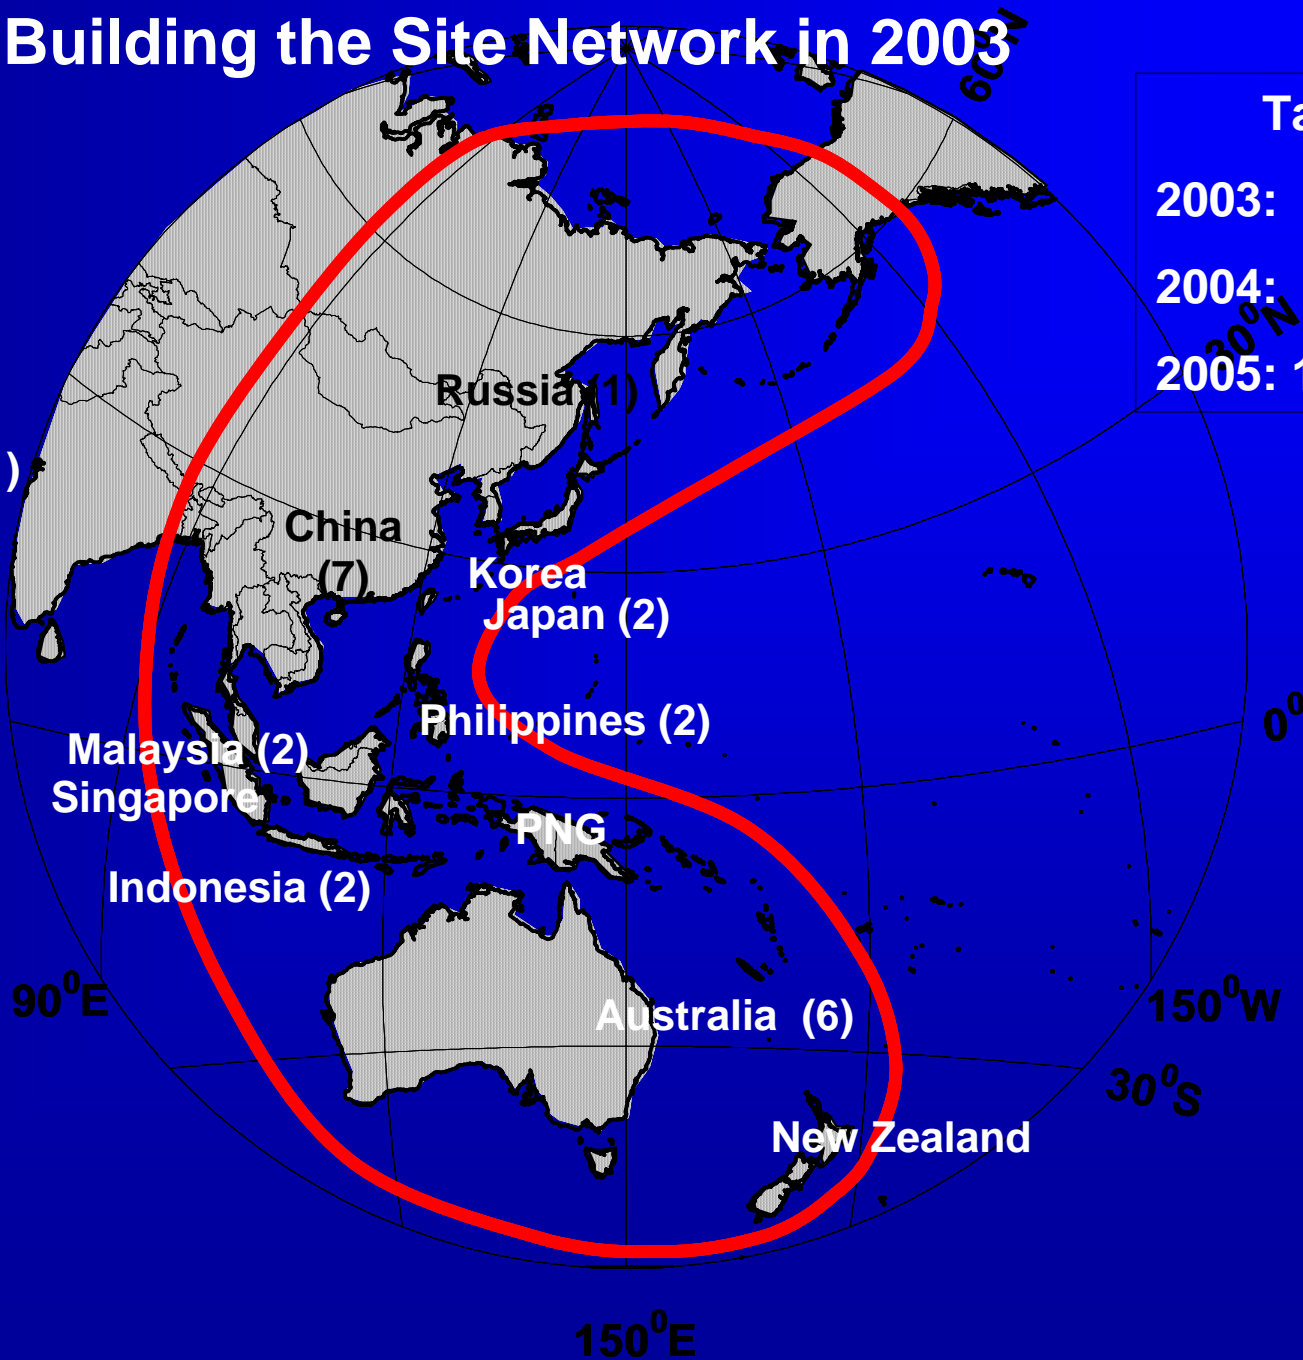 Building the Site Network in 2003
60⁰N
2003:
2004:
30⁰N
2005: 1
Russia (1)
)
China
(7)
Korea
Japan (2)
Philippines (2)
0⁰
Malaysia (2)
Singapore
PNG
Indonesia (2)
90⁰E
Australia (6)
150⁰W
30⁰S
New Zealand
150⁰E